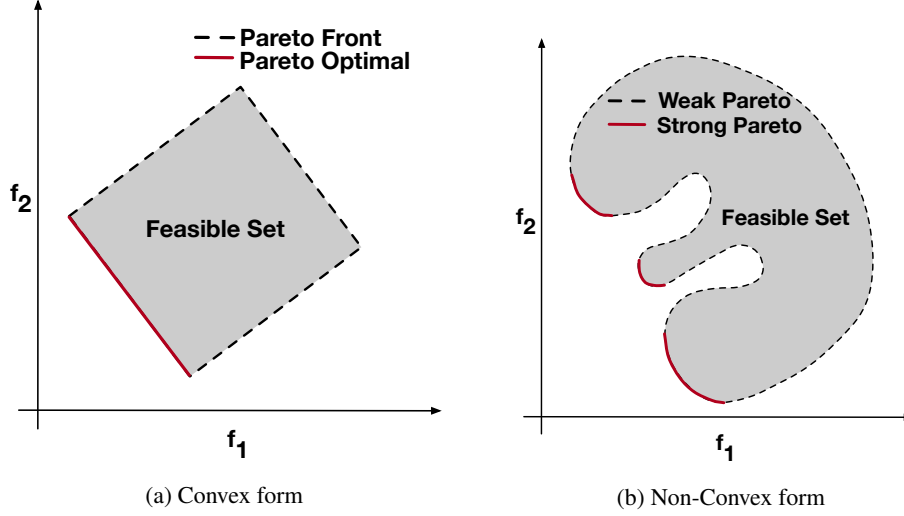 Pareto Front
Pareto Optimal
f2
Feasible Set
f1
(a) Convex form
Weak Pareto
Strong Pareto
f2
Feasible Set
f1
(b) Non-Convex form